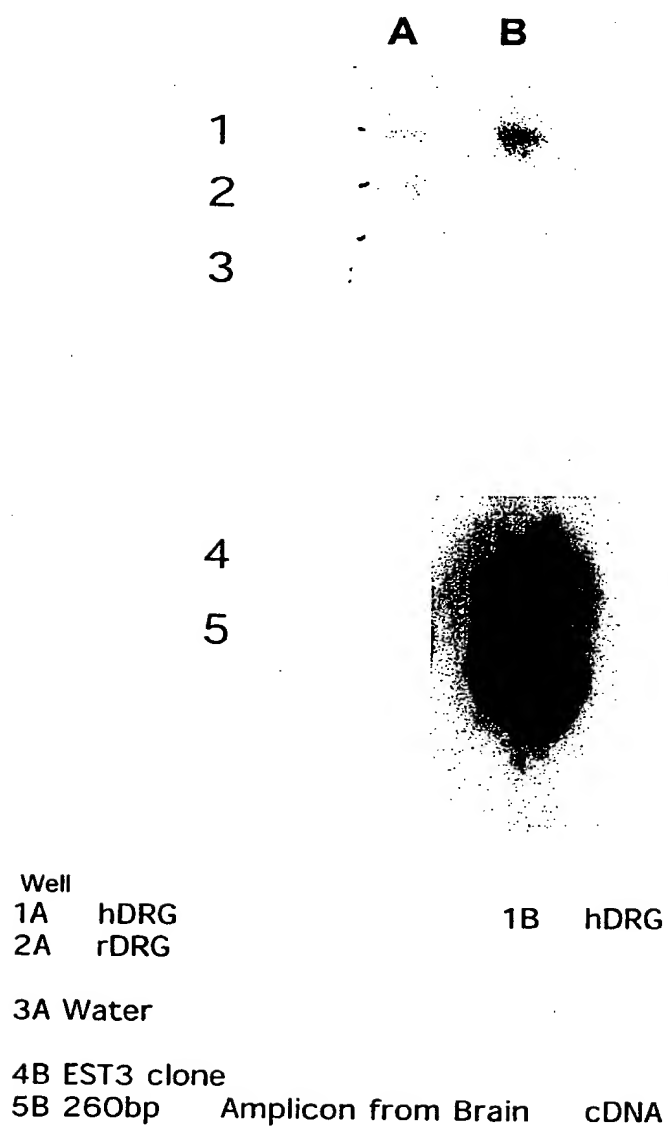 A B
1
2
3
4
5
Well
1A hDRG 1B hDRG
2A rDRG
3A Water
4B EST3 clone
5B 260bp Amplicon from Brain cDNA